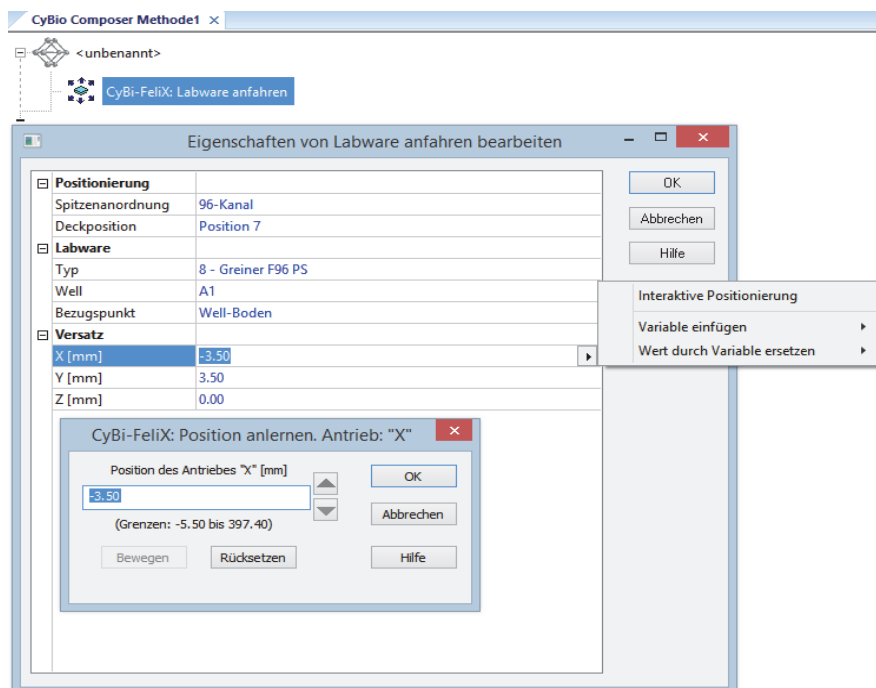 CyBio Composer Methode1
<unbenannt>
CyBi-FeliX: Labware anfahren
Eigenschaften von Labware anfahren bearbeiten
Positionierung
Spitzenanordnung 96-Kanal
Deckposition Position 7
Labware
Typ 8 - Greiner F96 PS
Well A1
Bezugspunkt Well-Boden
Versatz
X [mm] -3.50
Y [mm] 3.50
Z [mm] 0.00
OK
Abbrechen
Hilfe
Interaktive Positionierung
Variable einfügen
Wert durch Variable ersetzen
CyBi-FeliX: Position anlernen. Antrieb: "X"
Position des Antriebes "X" [mm]
-3.50
(Grenzen: -5.50 bis 397.40)
Bewegen
Rücksetzen
OK
Abbrechen
Hilfe